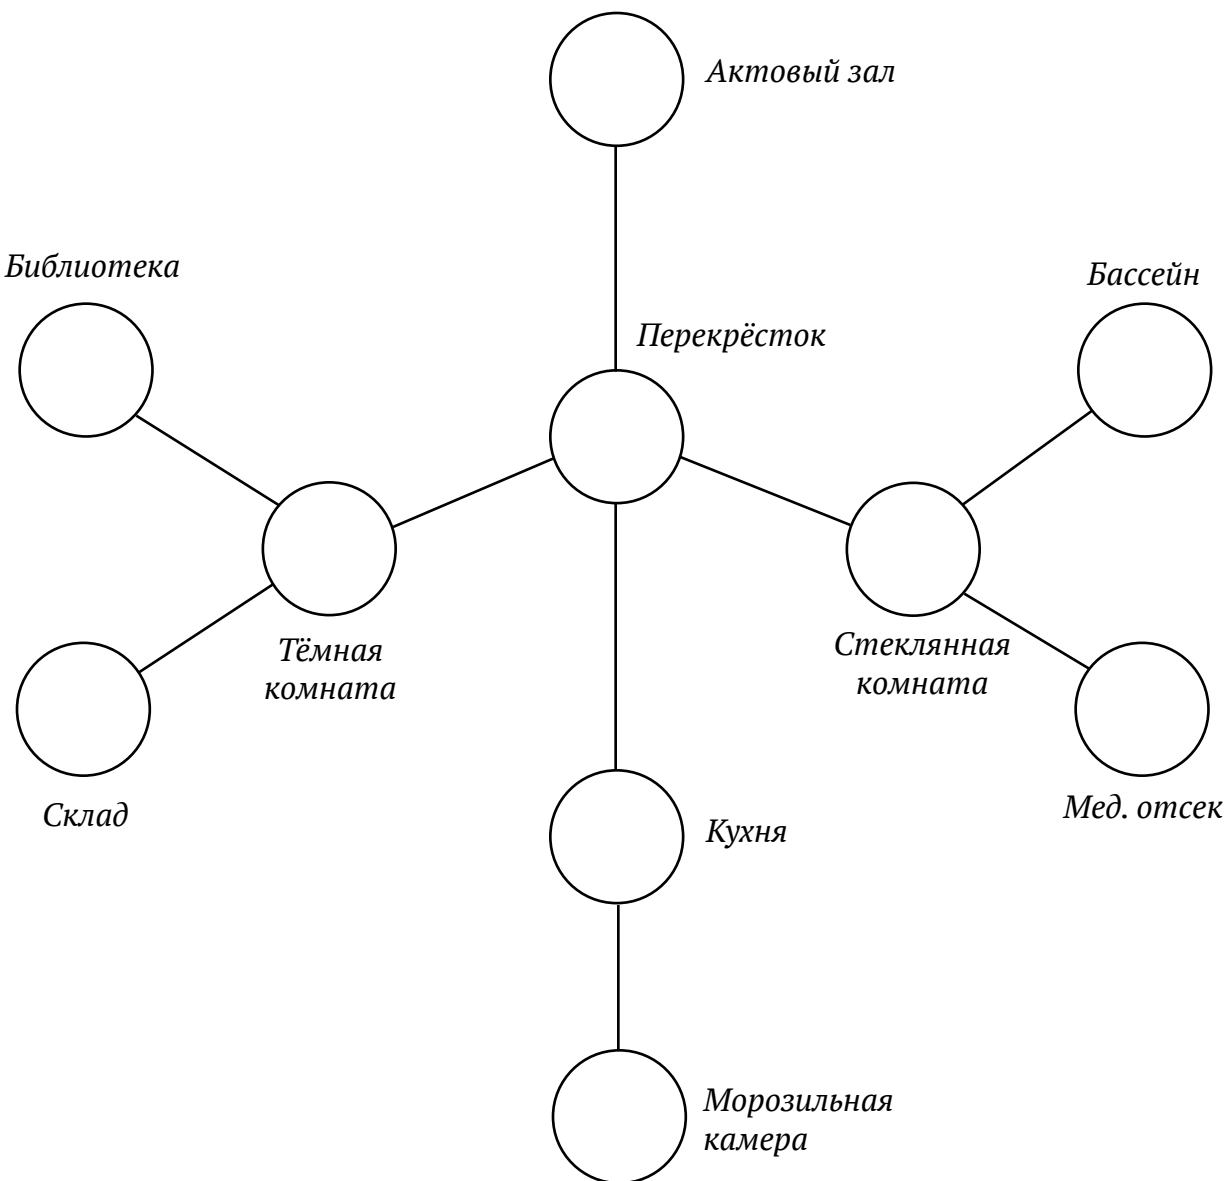 Актовый зал
Библиотека
Бассейн
Перекрёсток
Тёмная
комната
Стеклянная
комната
Склад
Мед. отсек
Кухня
Морозильная
камера